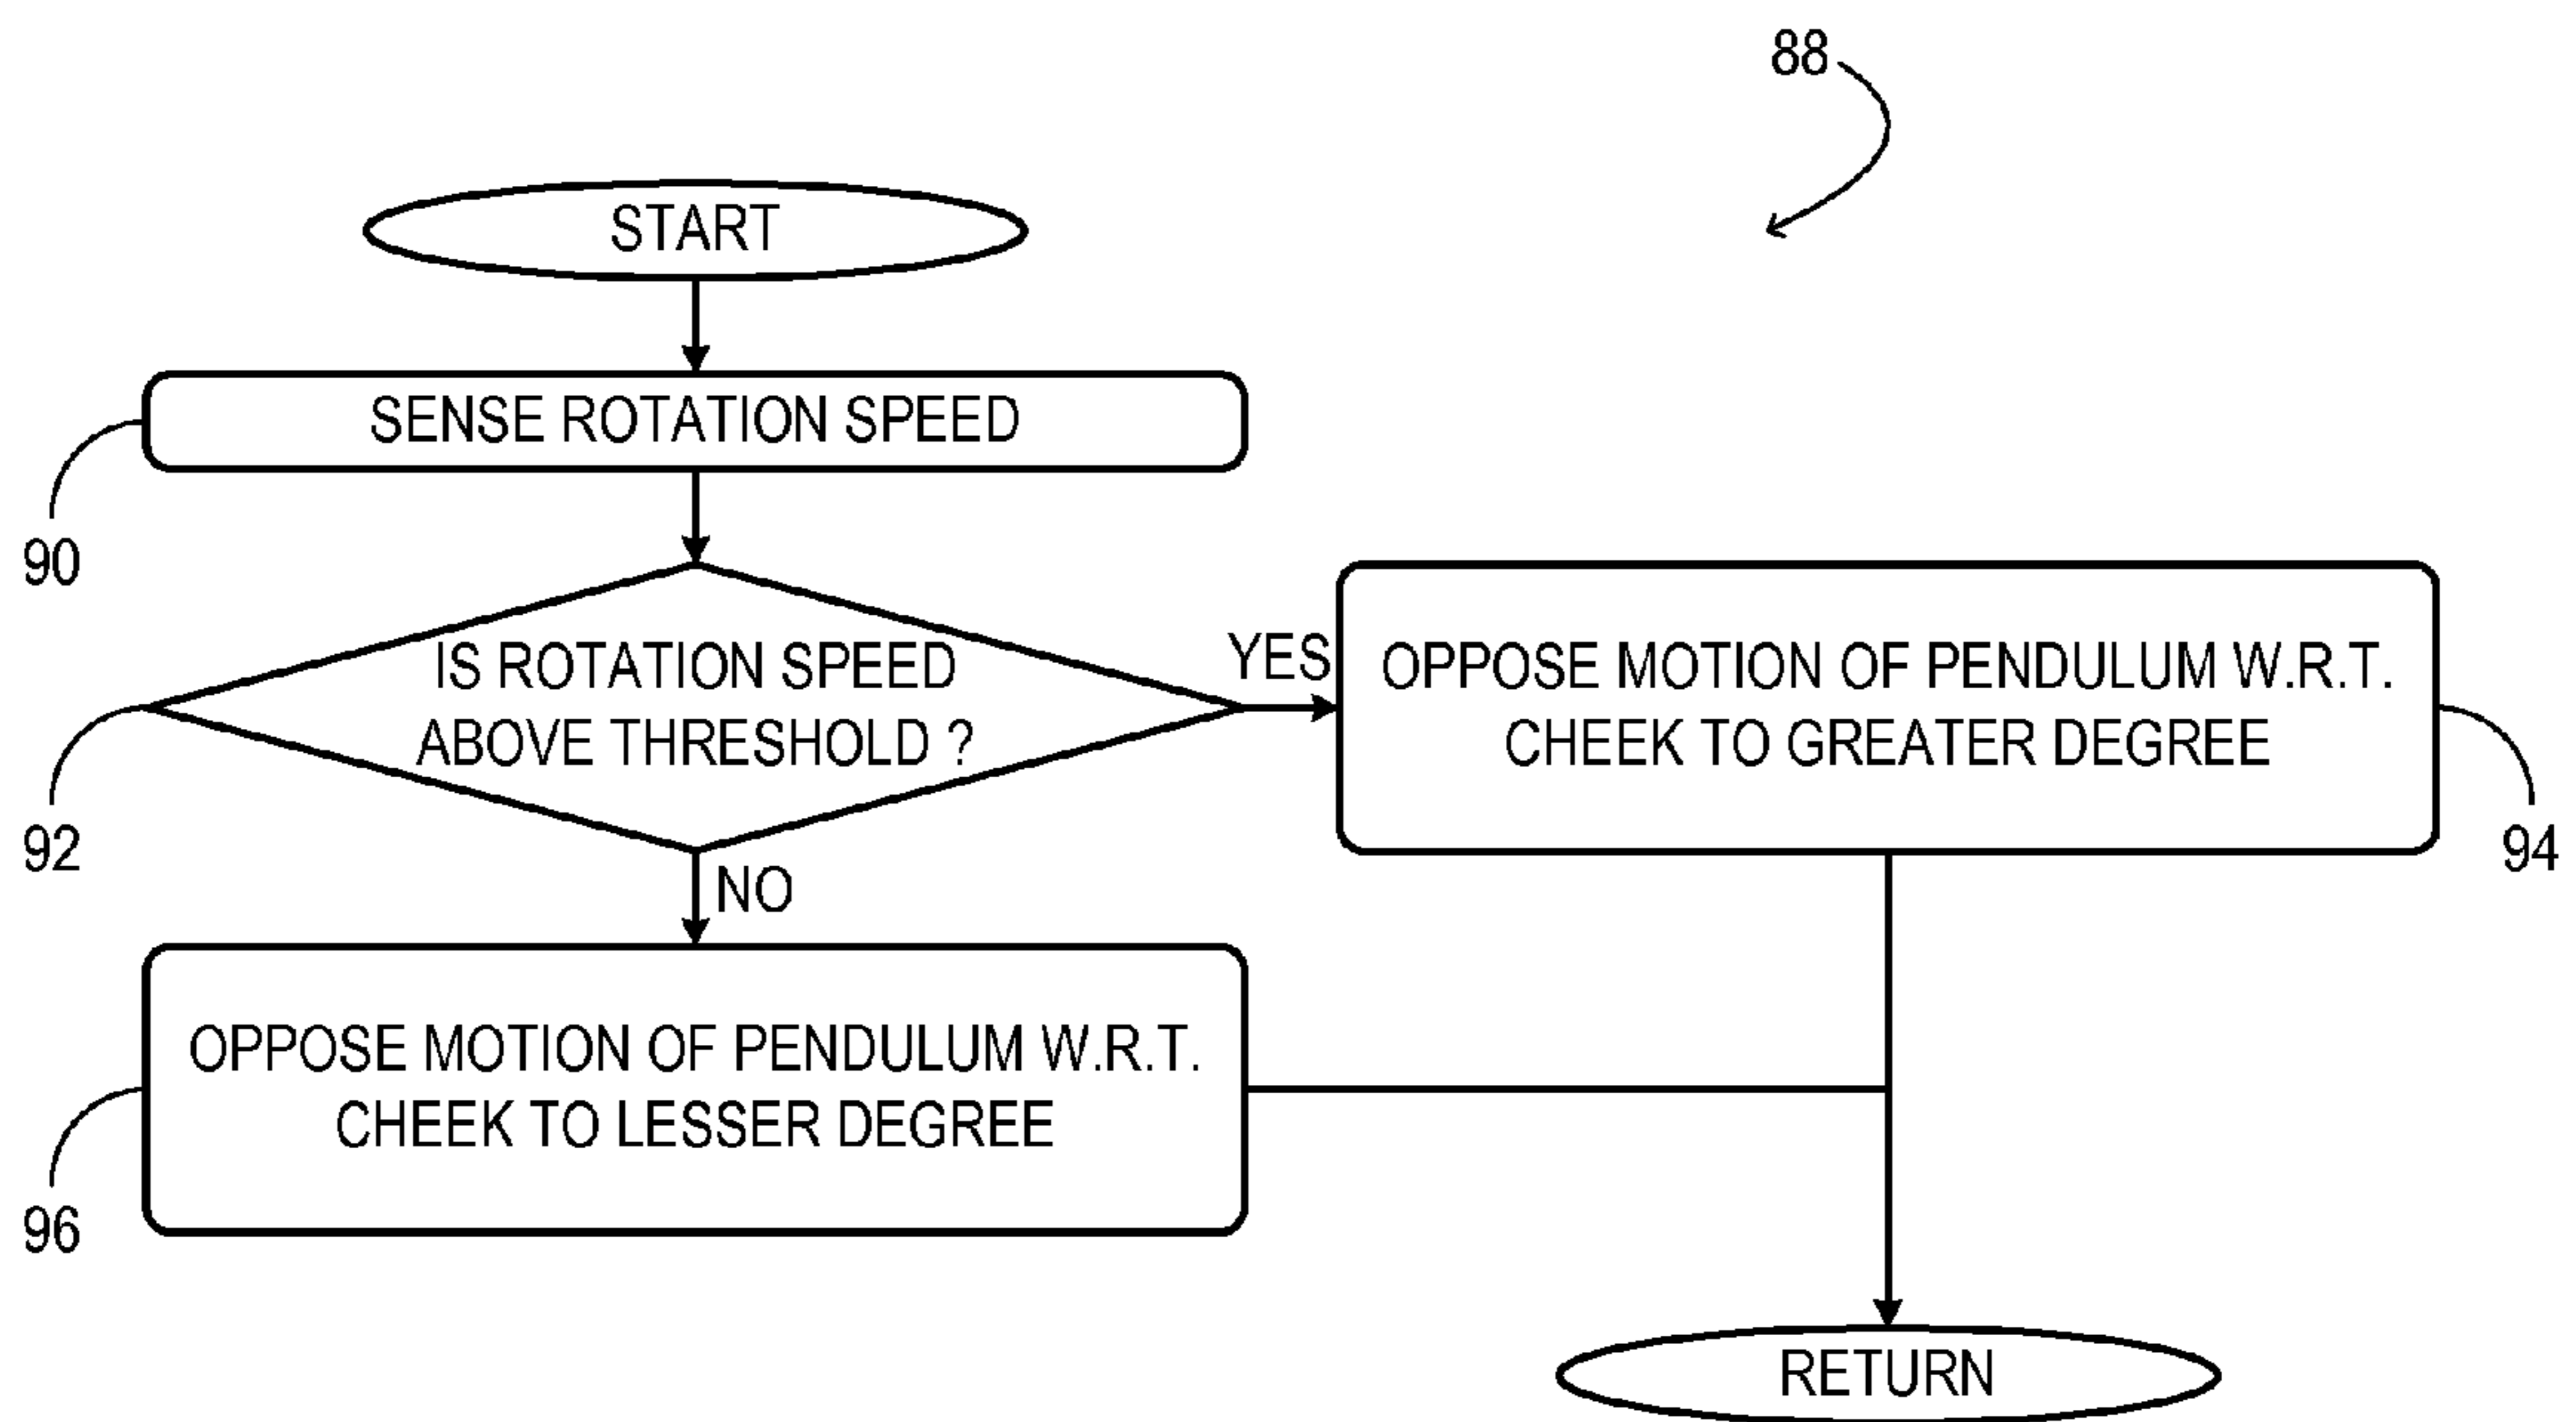 88
START
SENSE ROTATION SPEED
90
IS ROTATION SPEED
ABOVE THRESHOLD ?
92
YES
OPPOSE MOTION OF PENDULUM W.R.T.
CHEEK TO GREATER DEGREE
94
NO
OPPOSE MOTION OF PENDULUM W.R.T.
CHEEK TO LESSER DEGREE
96
RETURN